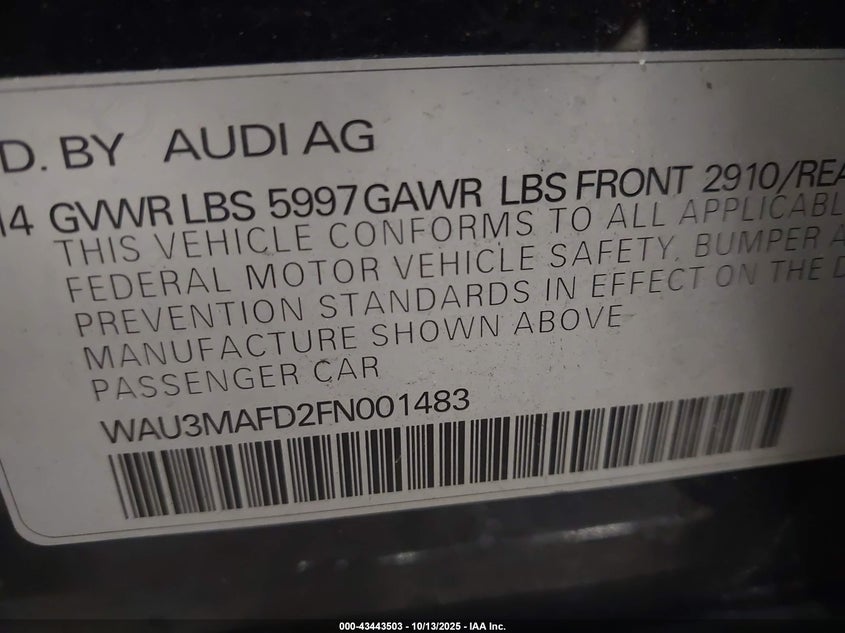 D. BY AUDI AG
14 GVWR LBS 5997 GAWR LBS FRONT 2910/REA
THIS VEHICLE CONFORMS TO ALL APPLICABL
FEDERAL MOTOR VEHICLE SAFETY, BUMPER A
PREVENTION STANDARDS IN EFFECT ON THE D
MANUFACTURE SHOWN ABOVE
PASSENGER CAR
WAU3MAFD2FN001483
000-43443503 - 10/13/2025 - IAA Inc.